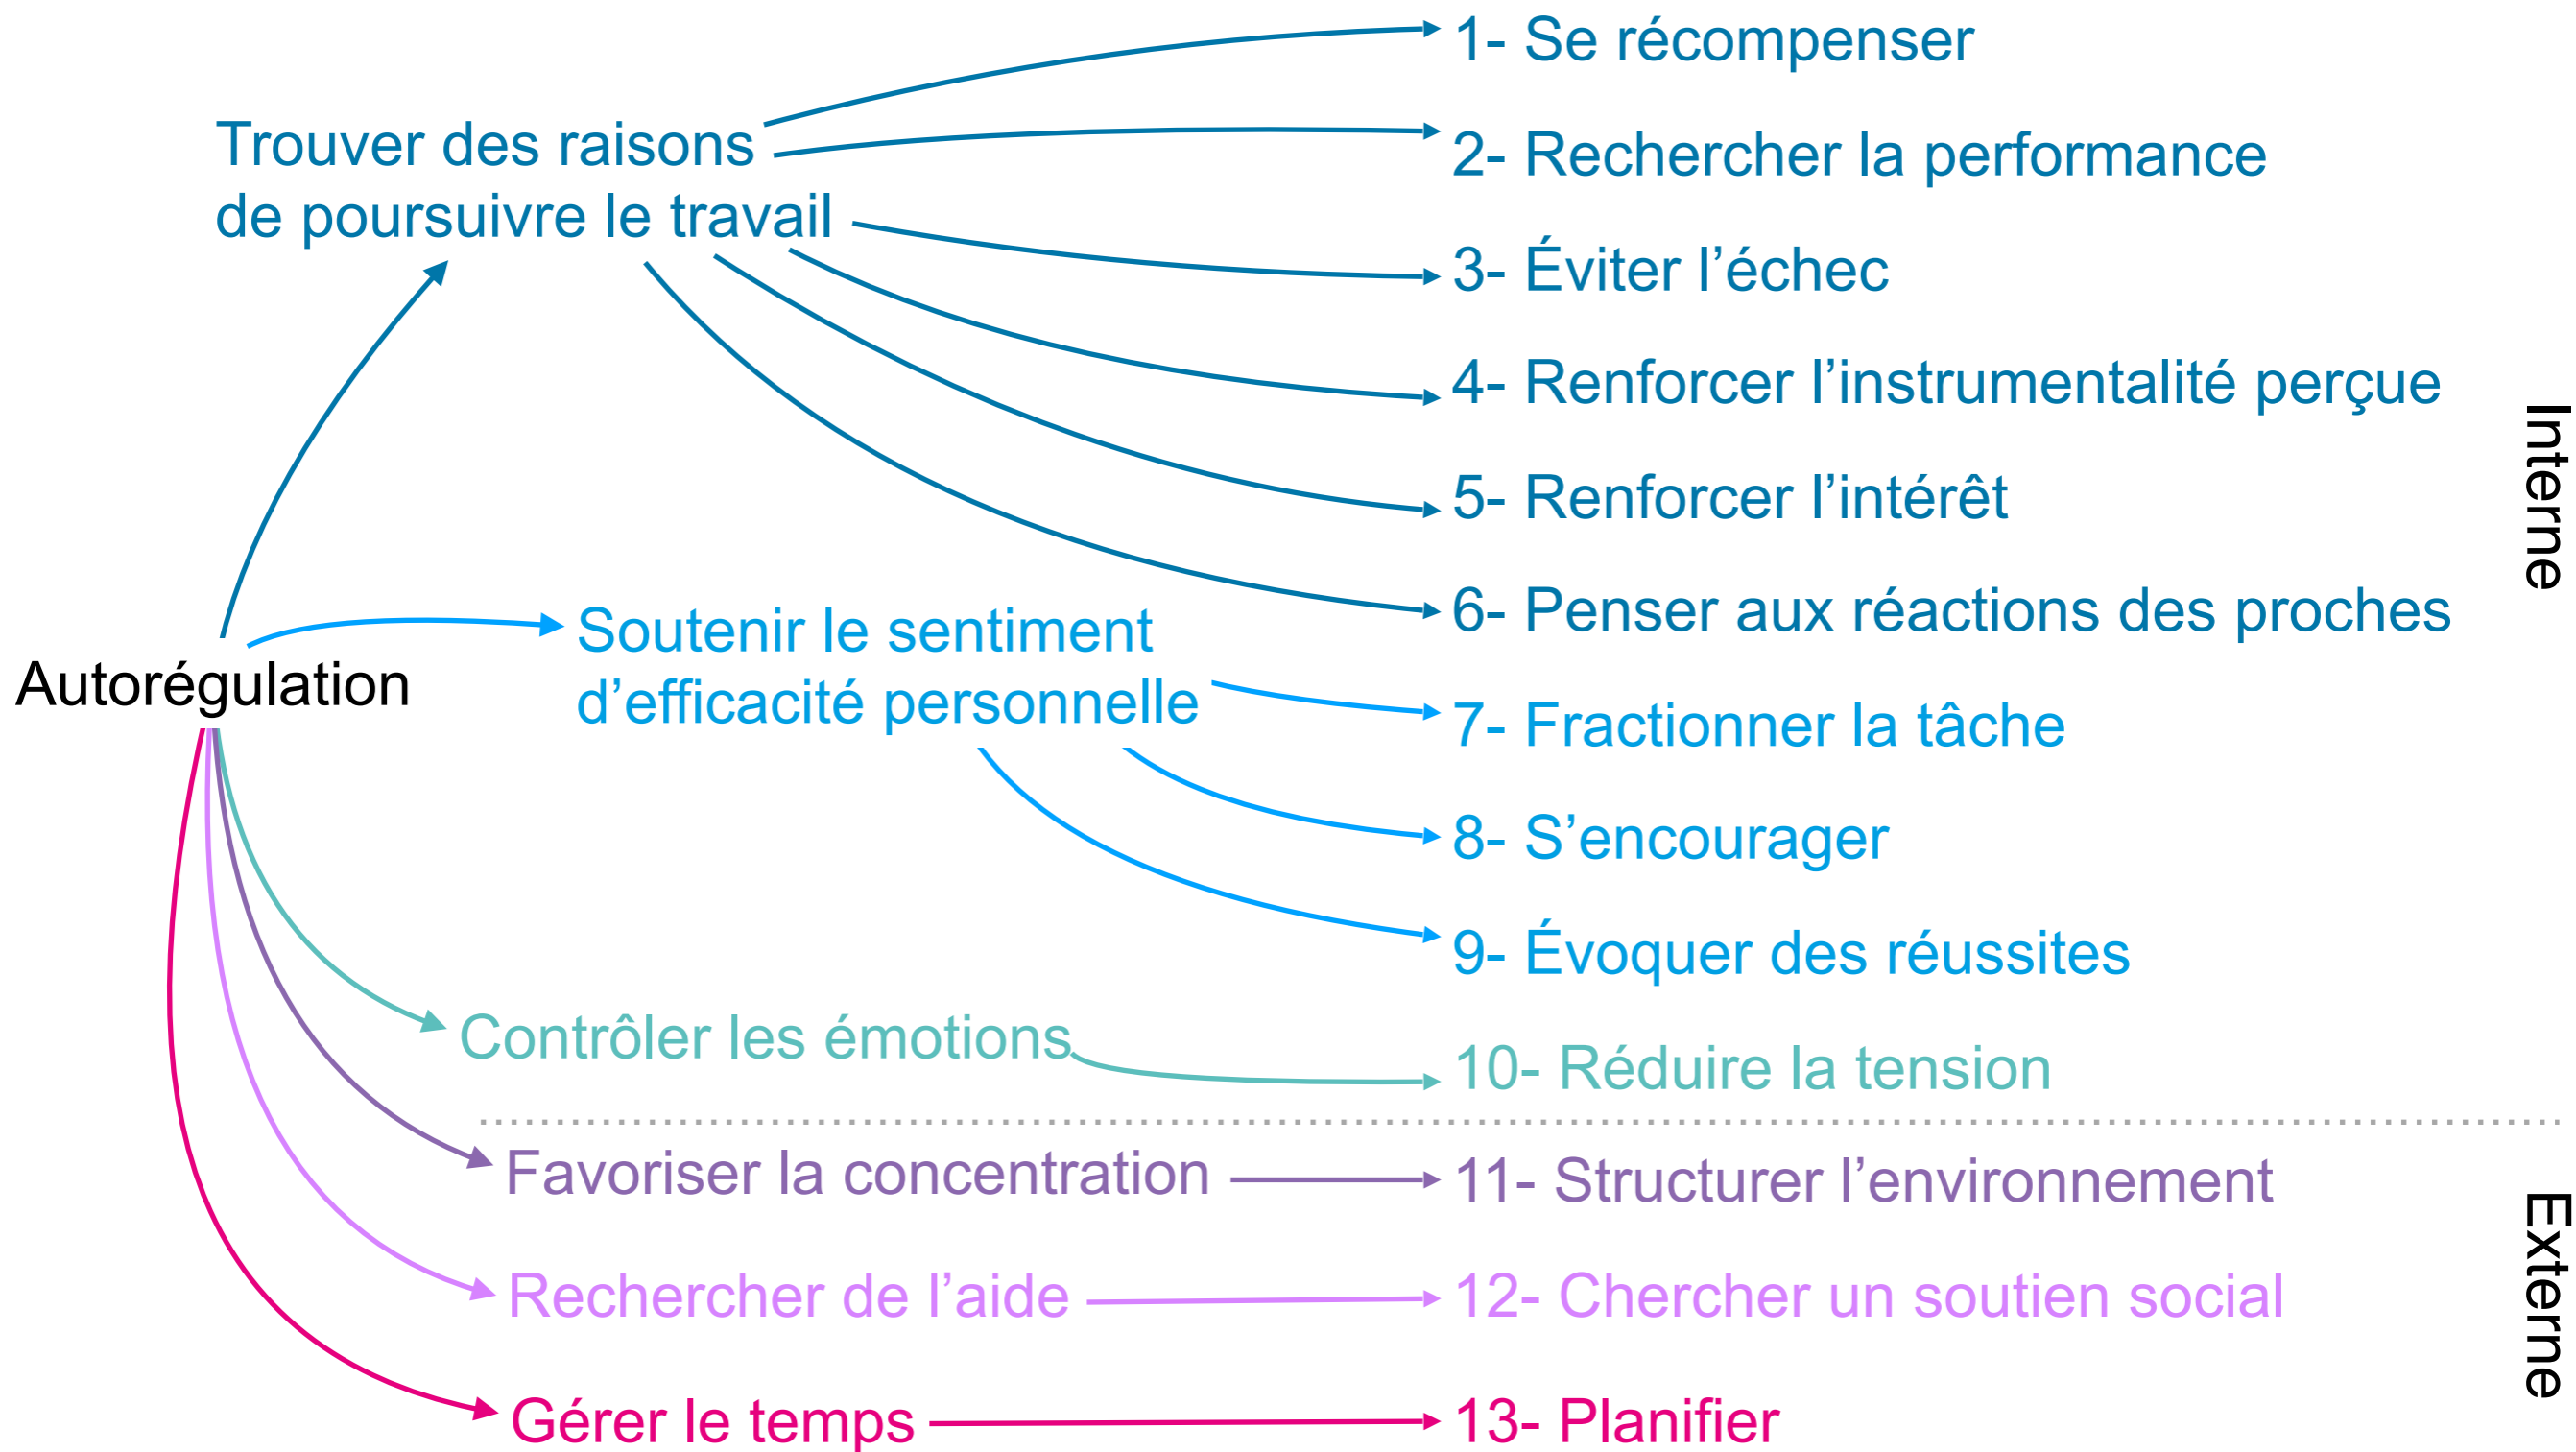 Autorégulation
Trouver des raisons
de poursuivre le travail
1- Se récompenser
2- Rechercher la performance
3- Éviter l’échec
4- Renforcer l’instrumentalité perçue
5- Renforcer l’intérêt
6- Penser aux réactions des proches
Soutenir le sentiment
d’efficacité personnelle
7- Fractionner la tâche
8- S’encourager
9- Évoquer des réussites
Contrôler les émotions
10- Réduire la tension
Interne
Favoriser la concentration
11- Structurer l’environnement
Rechercher de l’aide
12- Chercher un soutien social
Gérer le temps
13- Planifier
Externe